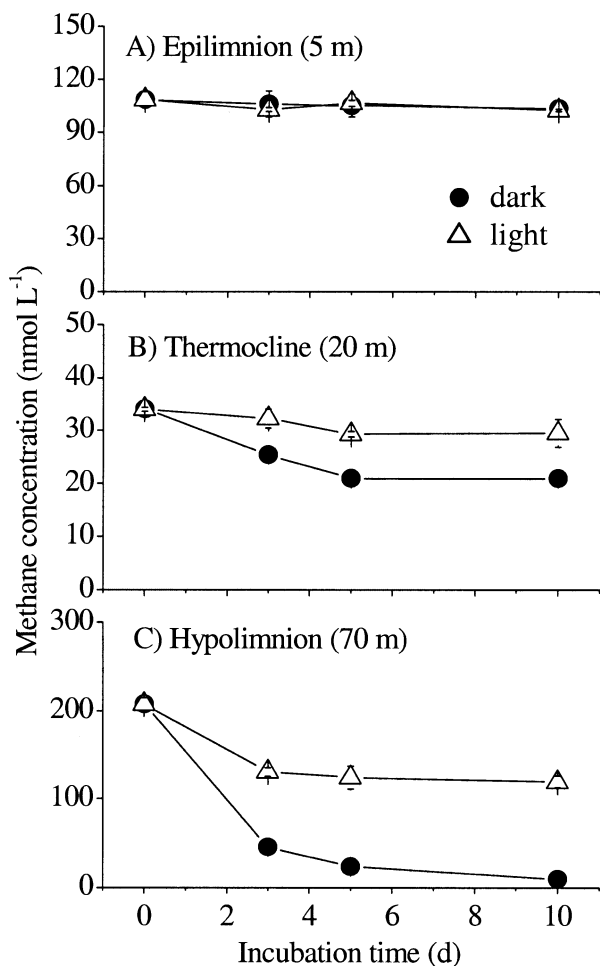 150
A) Epilimnion (5 m)
120
90
60
dark
light
30
0
50
B) Thermocline (20 m)
40
30
20
10
0
300
C) Hypolimnion (70 m)
200
100
0
0 2 4 6 8 10
Incubation time (d)
Methane concentration (nmol L⁻¹)